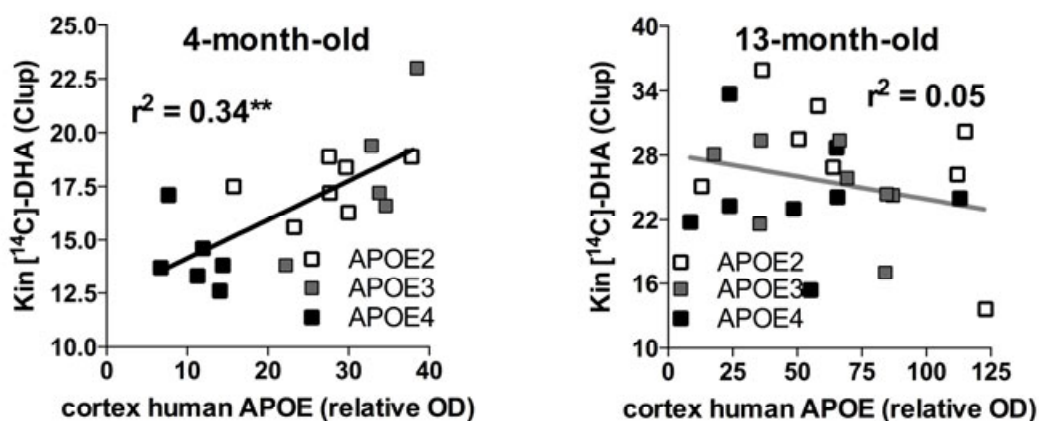 4-month-old
r² = 0.34**
Kin [¹⁴C]-DHA (Clup)
25.0
22.5
20.0
17.5
15.0
12.5
10.0
APOE2
APOE3
APOE4
0 10 20 30 40
cortex human APOE (relative OD)
13-month-old
r² = 0.05
Kin [¹⁴C]-DHA (Clup)
40
34
28
22
16
10
APOE2
APOE3
APOE4
0 25 50 75 100 125
cortex human APOE (relative OD)